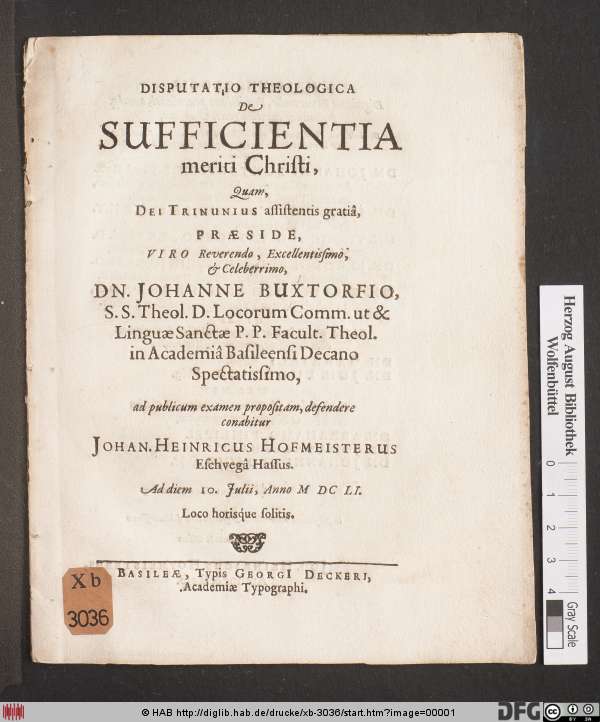 DISPUTATIO THEOLOGICA
De
SUFFICIENTIA
meriti Chriſti,
Quam,
DEI TRINUNIUS aſſiſtentis gratiâ,
PRÆSIDE,
VIRO Reverendo, Excellentiſſimo,
& Celeberrimo,
DN. JOHANNE BUXTORFIO,
S. S. Theol. D. Locorum Comm. ut &
Linguæ Sanctæ P. P. Facult. Theol.
in Academiâ Baſileenſi Decano
Spectatiſſimo,
ad publicum examen propoſitam, defendere
conabitur
JOHAN. HEINRICUS HOFMEISTERUS
Eſchvegâ Haſſus.
Ad diem 10. Julii, Anno M DC LI.
Loco horisque ſolitis.
BASILEÆ, Typis GEORGI DECKERI,
Academiæ Typographi.
Xb
3036
Herzog August Bibliothek
Wolfenbüttel
0
1
2
3
4
Gray Scale
© HAB http://diglib.hab.de/drucke/xb-3036/start.htm?image=00001
DFG
cc
BY SA